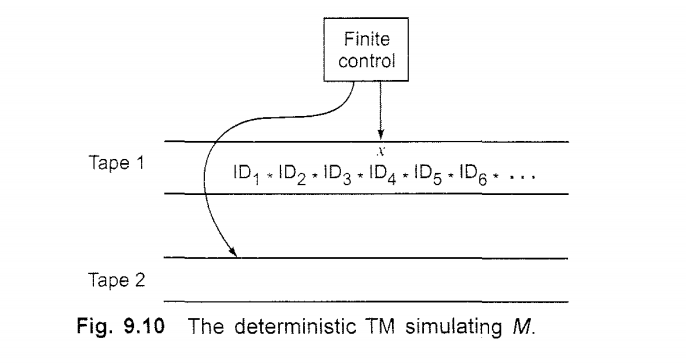 Finite
control
Tape 1
x
ID₁ * ID₂ * ID₃ * ID₄ * ID₅ * ID₆ * . . .
Tape 2
Fig. 9.10 The deterministic TM simulating M.